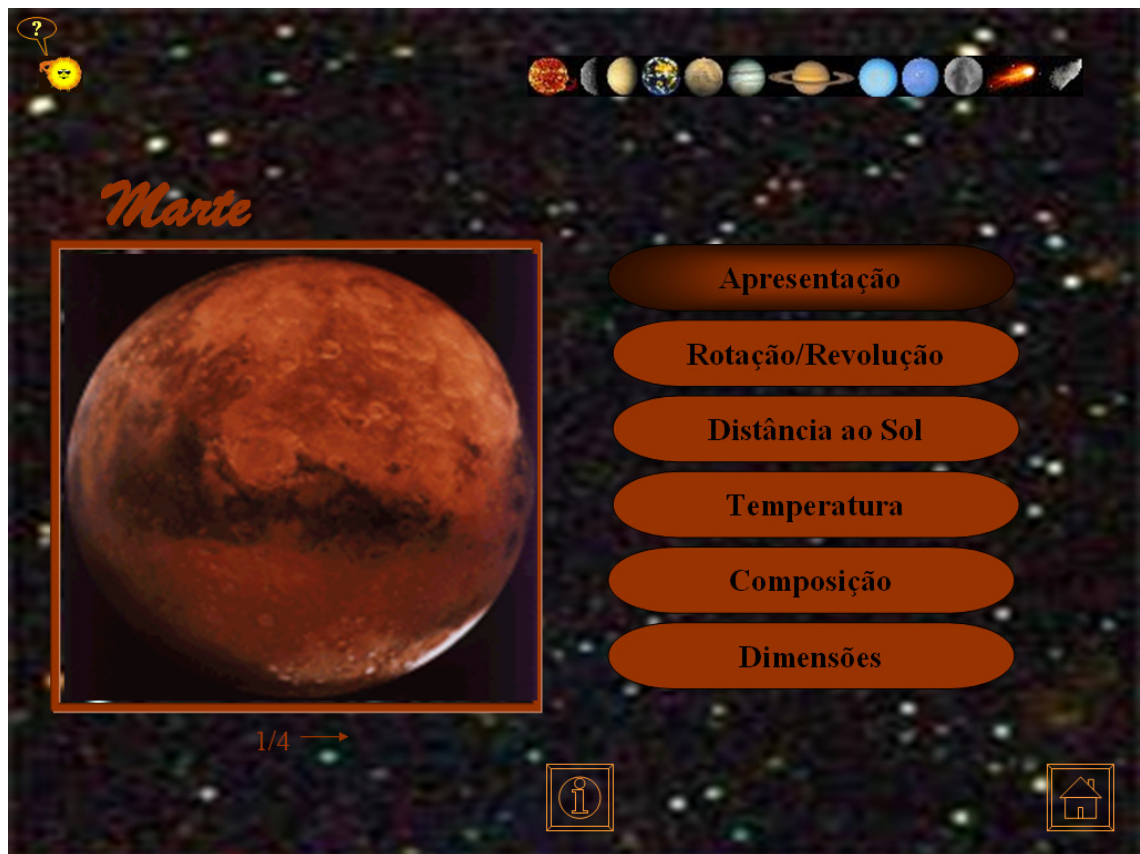 ?
Marte
Apresentação
Rotação/Revolução
Distância ao Sol
Temperatura
Composição
Dimensões
1/4
i